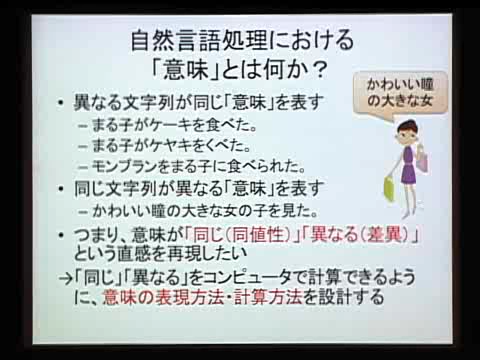 自然言語処理における
「意味」とは何か？
かわいい瞳
の大きな女
• 異なる文字列が同じ「意味」を表す
– まる子がケーキを食べた。
– まる子がケヤキをくべた。
– モンブランをまる子に食べられた。
• 同じ文字列が異なる「意味」を表す
– かわいい瞳の大きな女の子を見た。
• つまり、意味が「同じ（同値性）」「異なる（差異）」
という直感を再現したい
→「同じ」「異なる」をコンピュータで計算できるよう
に、意味の表現方法・計算方法を設計する